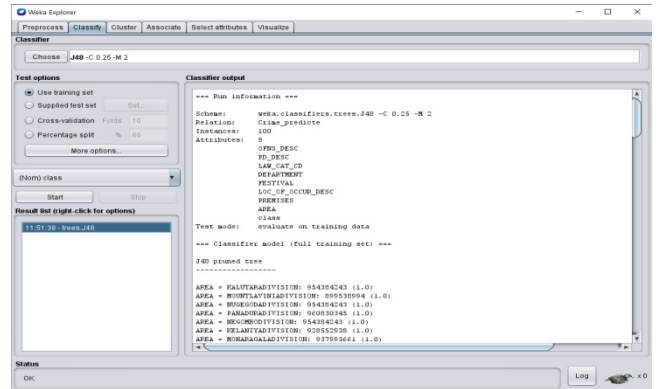 Weka Explorer
Preprocess Classify Cluster Associate Select attributes Visualize
Classifier
Choose J48 -C 0.25 -M 2
Test options
Use training set
Supplied test set Set...
Cross-validation Folds 10
Percentage split % 66
More options...
(Nom) class
Start Stop
Result list (right-click for options)
11:51:38 - trees.J48
Classifier output
=== Run information ===
Scheme: weka.classifiers.trees.J48 -C 0.25 -M 2
Relation: Crime_predicte
Instances: 100
Attributes: 9
OFNS_DESC
PD_DESC
LAW_CAT_CD
DEPARTMENT
FESTIVAL
LOC_OF_OCCUR_DESC
PREMISES
AREA
class
Test mode: evaluate on training data
=== Classifier model (full training set) ===
J48 pruned tree
------------------
AREA = KALUTARADIVISION: 954384243 (1.0)
AREA = MOUNTLAVINIADIVISION: 899538994 (1.0)
AREA = NUGEGODADIVISION: 954384243 (1.0)
AREA = PANADURADIVISION: 960830345 (1.0)
AREA = NEGOMBODIVISION: 954384243 (1.0)
AREA = KELANIYADIVISION: 928552938 (1.0)
AREA = MONARAGALADIVISION: 937893661 (1.0)
Status
OK
Log x 0